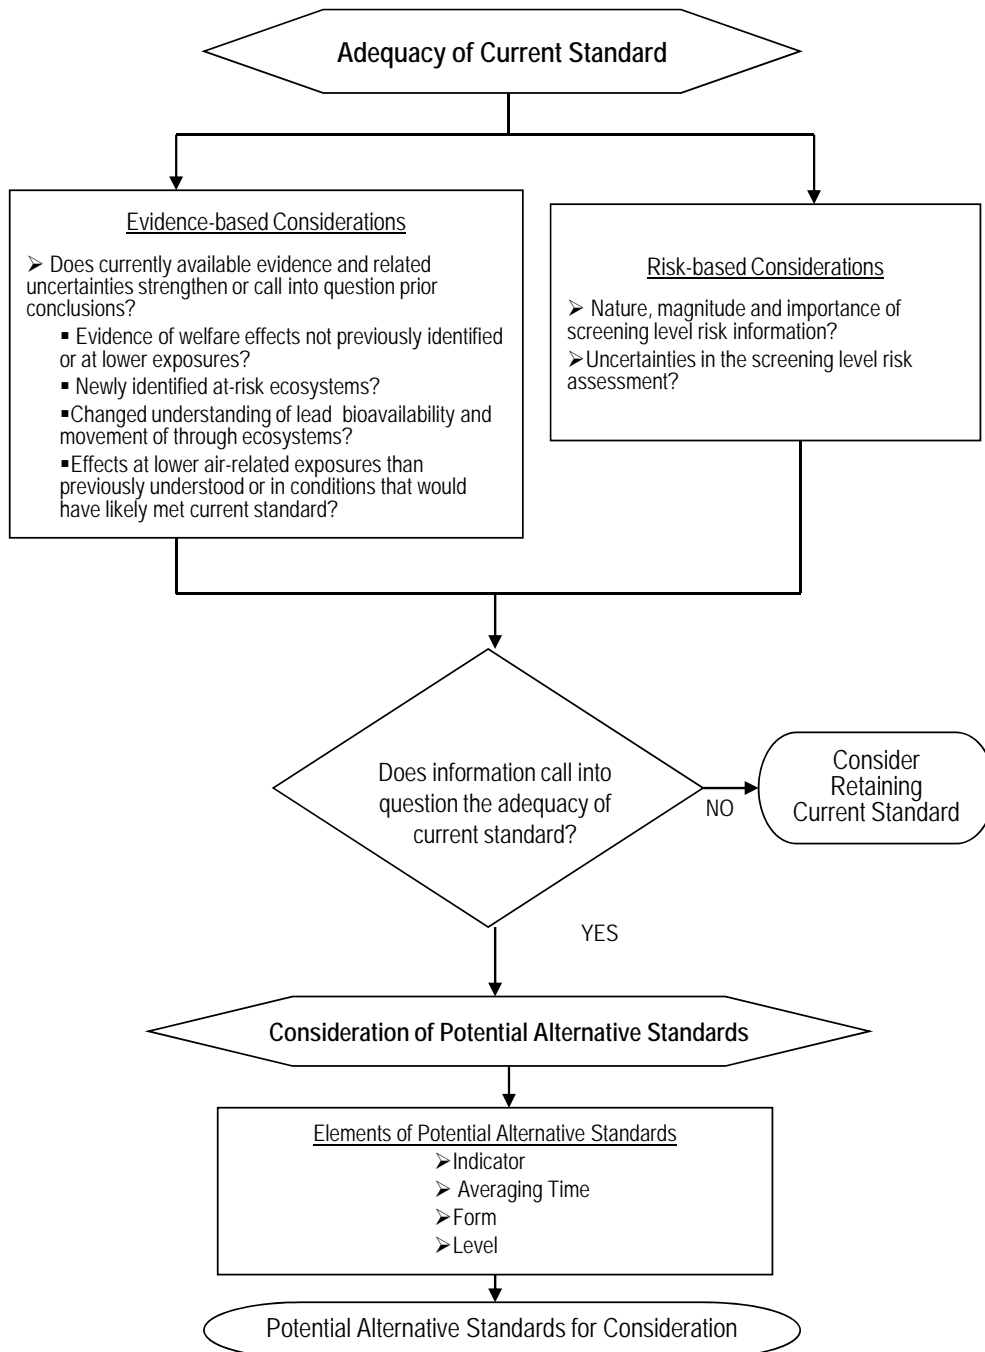 Adequacy of Current Standard
Evidence-based Considerations
➢ Does currently available evidence and related
uncertainties strengthen or call into question prior
conclusions?
▪ Evidence of welfare effects not previously identified
or at lower exposures?
▪ Newly identified at-risk ecosystems?
▪Changed understanding of lead bioavailability and
movement of through ecosystems?
▪Effects at lower air-related exposures than
previously understood or in conditions that would
have likely met current standard?
Risk-based Considerations
➢ Nature, magnitude and importance of
screening level risk information?
➢Uncertainties in the screening level risk
assessment?
Does information call into
question the adequacy of
current standard?
NO
Consider
Retaining
Current Standard
YES
Consideration of Potential Alternative Standards
Elements of Potential Alternative Standards
➢Indicator
➢ Averaging Time
➢Form
➢Level
Potential Alternative Standards for Consideration